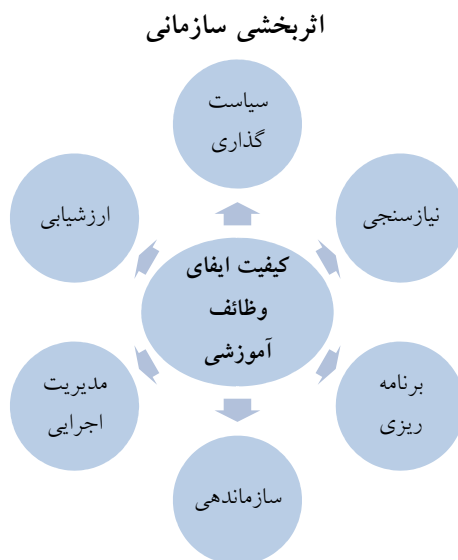 اثربخشی سازمانی
سیاست
گذاری
نیازسنجی
ارزشیابی
کیفیت ایفای
وظائف
آموزشی
برنامه
ریزی
مدیریت
اجرایی
سازماندهی